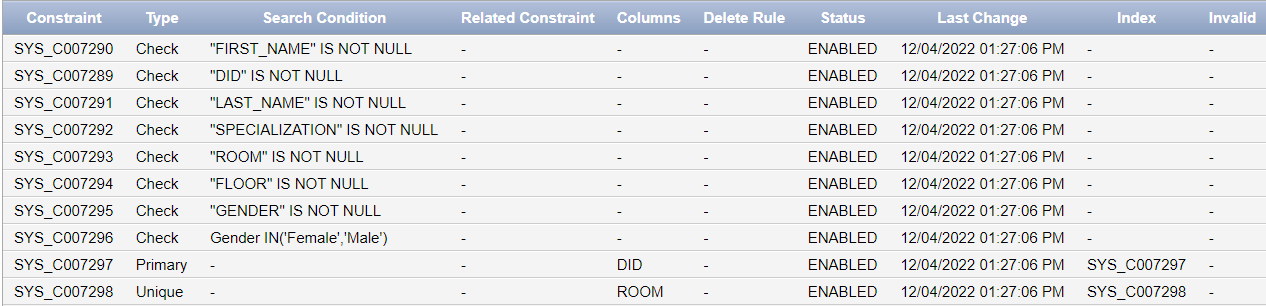 Constraint Type Search Condition Related Constraint Columns Delete Rule Status Last Change Index Invalid
SYS_C007290 Check "FIRST_NAME" IS NOT NULL - - - ENABLED 12/04/2022 01:27:06 PM - -
SYS_C007289 Check "DID" IS NOT NULL - - - ENABLED 12/04/2022 01:27:06 PM - -
SYS_C007291 Check "LAST_NAME" IS NOT NULL - - - ENABLED 12/04/2022 01:27:06 PM - -
SYS_C007292 Check "SPECIALIZATION" IS NOT NULL - - - ENABLED 12/04/2022 01:27:06 PM - -
SYS_C007293 Check "ROOM" IS NOT NULL - - - ENABLED 12/04/2022 01:27:06 PM - -
SYS_C007294 Check "FLOOR" IS NOT NULL - - - ENABLED 12/04/2022 01:27:06 PM - -
SYS_C007295 Check "GENDER" IS NOT NULL - - - ENABLED 12/04/2022 01:27:06 PM - -
SYS_C007296 Check Gender IN('Female','Male') - - - ENABLED 12/04/2022 01:27:06 PM - -
SYS_C007297 Primary - - DID - ENABLED 12/04/2022 01:27:06 PM SYS_C007297 -
SYS_C007298 Unique - - ROOM - ENABLED 12/04/2022 01:27:06 PM SYS_C007298 -